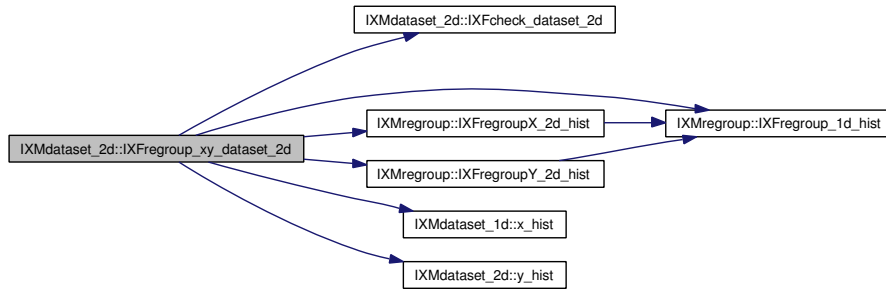 IXMdataset_2d::IXFcheck_dataset_2d
IXMregroup::IXFregroupX_2d_hist
IXMregroup::IXFregroup_1d_hist
IXMdataset_2d::IXFregroup_xy_dataset_2d
IXMregroup::IXFregroupY_2d_hist
IXMdataset_1d::x_hist
IXMdataset_2d::y_hist